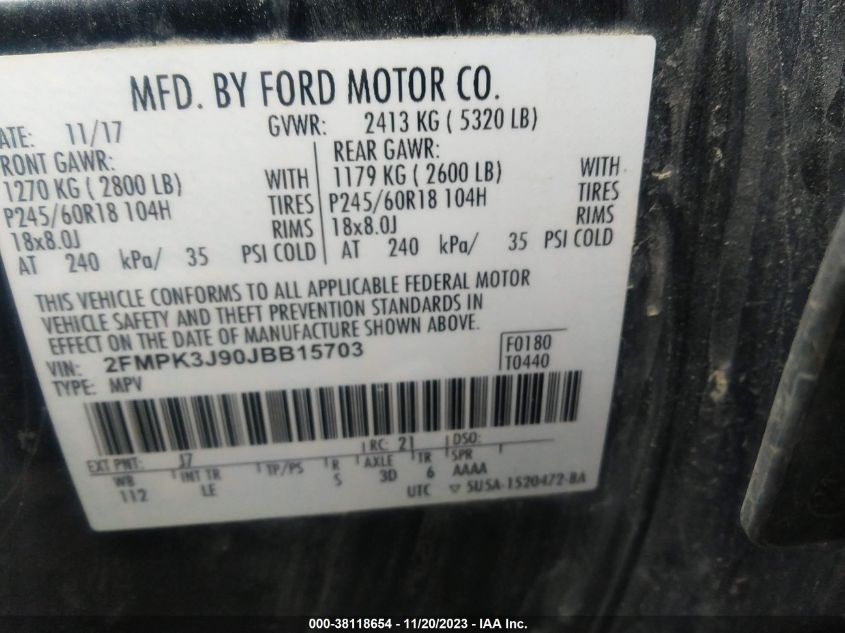 MFD. BY FORD MOTOR CO.
ATE: 11/17 GVWR: 2413 KG ( 5320 LB)
RONT GAWR: REAR GAWR:
1270 KG ( 2800 LB) WITH 1179 KG ( 2600 LB) WITH
P245/60R18 104H TIRES P245/60R18 104H TIRES
18x8.0J RIMS 18x8.0J RIMS
AT 240 kPa/ 35 PSI COLD AT 240 kPa/ 35 PSI COLD
THIS VEHICLE CONFORMS TO ALL APPLICABLE FEDERAL MOTOR
VEHICLE SAFETY AND THEFT PREVENTION STANDARDS IN
EFFECT ON THE DATE OF MANUFACTURE SHOWN ABOVE.
VIN: 2FMPK3J90JBB15703 F0180
TYPE: MPV T0440
EXT PNT: J7 RC: 21 DSO:
WB INT TR TP/PS R AXLE TR SPR
112 LE S 3D 6 AAAA
UTC ▽ 5USA-1520472-BA
000-38118654 - 11/20/2023 - IAA Inc.